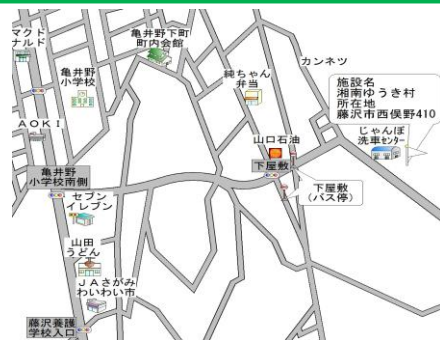 マクド
ナルド
亀井野
小学校
亀井野下町
町内会館
純ちゃん
弁当
カンネツ
施設名
湘南ゆうき村
所在地
藤沢市西俣野410
AOKI
山口石油
下屋敷
じゃんぼ
洗車センター
亀井野
小学校南側
セブン
イレブン
下屋敷
(バス停)
山田
うどん
JAさがみ
わいわい市
藤沢養護
学校入口